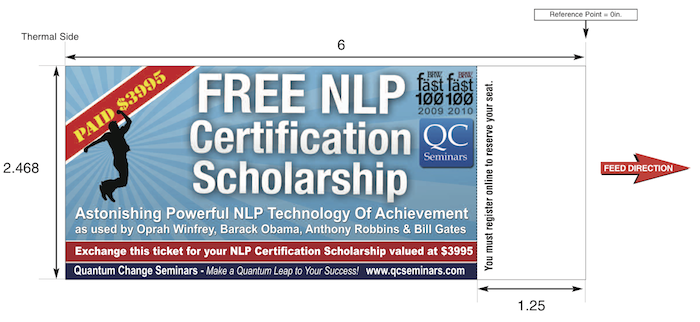 Reference Point = 0in.
Thermal Side
6
2.468
PAID $3995
FREE NLP
Certification
Scholarship
BRW. BRW.
fast fast
100 100
2009 2010
QC
Seminars
Astonishing Powerful NLP Technology Of Achievement
as used by Oprah Winfrey, Barack Obama, Anthony Robbins & Bill Gates
Exchange this ticket for your NLP Certification Scholarship valued at $3995
Quantum Change Seminars - Make a Quantum Leap to Your Success! www.qcseminars.com
You must register online to reserve your seat.
FEED DIRECTION
1.25